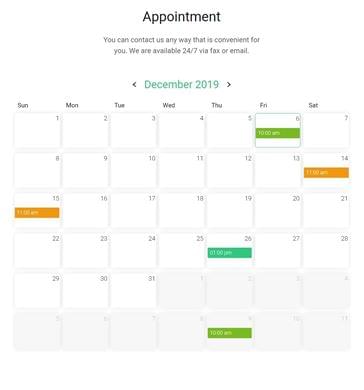 Appointment
You can contact us any way that is convenient for
you. We are available 24/7 via fax or email.
< December 2019 >
Sun Mon Tue Wed Thu Fri Sat
1 2 3 4 5 6 7
10:00 am
8 9 10 11 12 13 14
11:00 am
15 16 17 18 19 20 21
11:00 am
22 23 24 25 26 27 28
01:00 pm
29 30 31 1 2 3 4
5 6 7 8 9 10 11
10:00 am